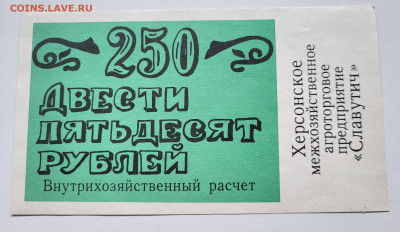 COINS.LAVE.RU
250
ДВЕСТИ
ПЯТЬДЕСЯТ
РУБЛЕЙ
Внутрихозяйственный расчет
Херсонское
межхозяйственное
агроторговое
предприятие
«Славутич»